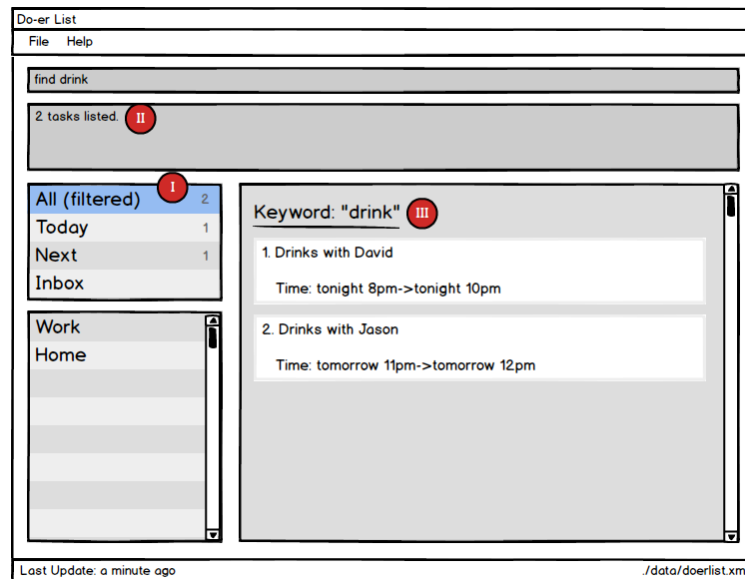 Do-er List
File Help
find drink
2 tasks listed. II
I
All (filtered) 2
Today 1
Next 1
Inbox
Work
Home
Keyword: "drink" III
1. Drinks with David
Time: tonight 8pm->tonight 10pm
2. Drinks with Jason
Time: tomorrow 11pm->tomorrow 12pm
Last Update: a minute ago
./data/doerlist.xm